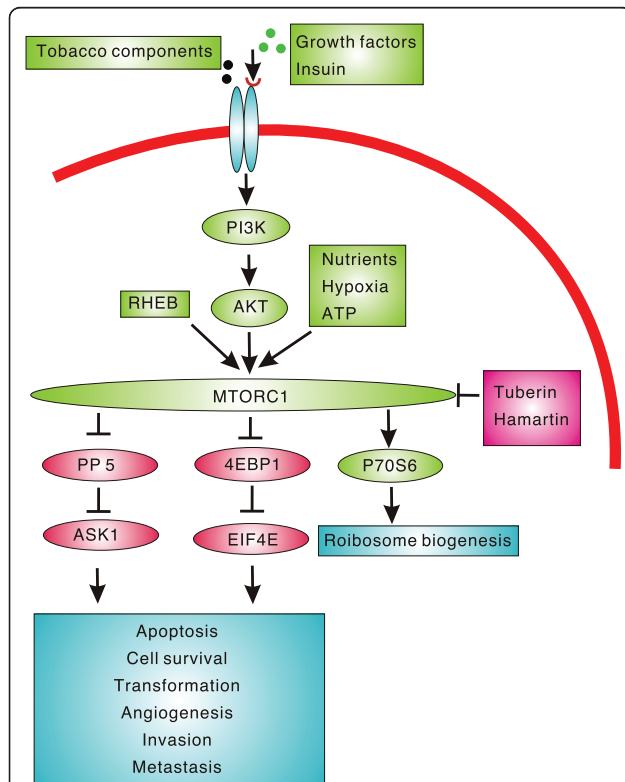 Tobacco components
Growth factors
Insuin
PI3K
Nutrients
Hypoxia
ATP
RHEB
AKT
MTORC1
Tuberin
Hamartin
PP 5
4EBP1
P70S6
ASK1
EIF4E
Roibosome biogenesis
Apoptosis
Cell survival
Transformation
Angiogenesis
Invasion
Metastasis